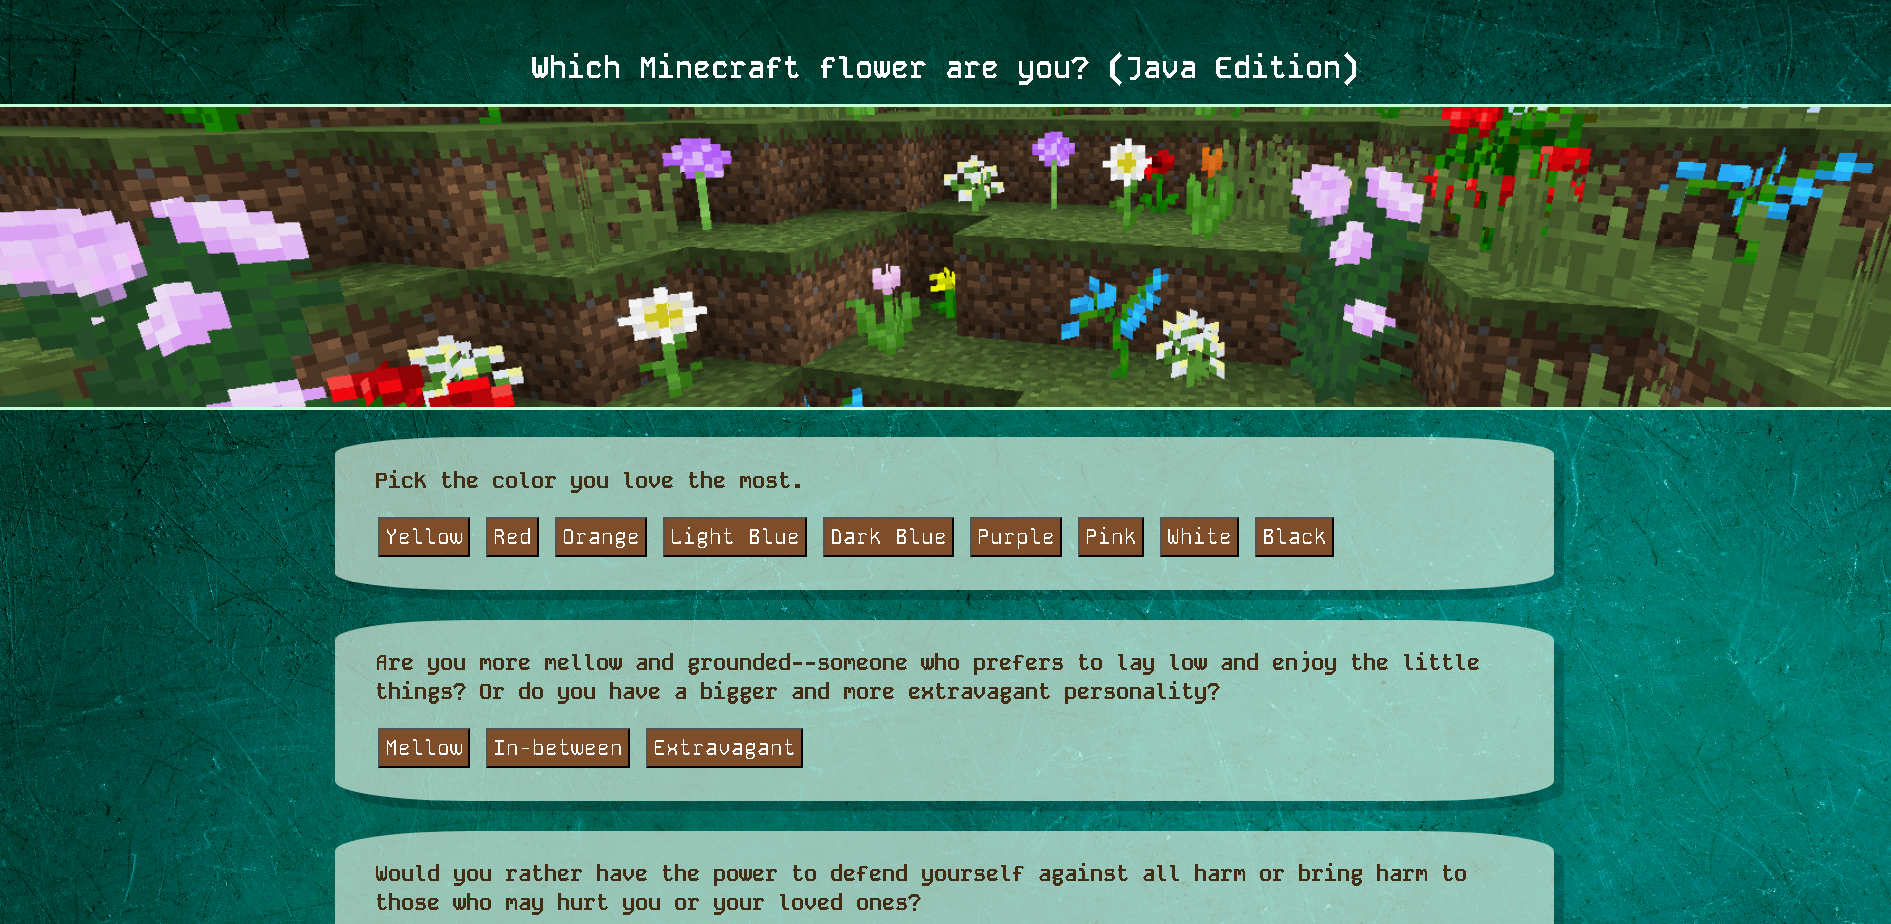 Which Minecraft flower are you? (Java Edition)
Pick the color you love the most.
Yellow Red Orange Light Blue Dark Blue Purple Pink White Black
Are you more mellow and grounded--someone who prefers to lay low and enjoy the little
things? Or do you have a bigger and more extravagant personality?
Mellow In-between Extravagant
Would you rather have the power to defend yourself against all harm or bring harm to
those who may hurt you or your loved ones?